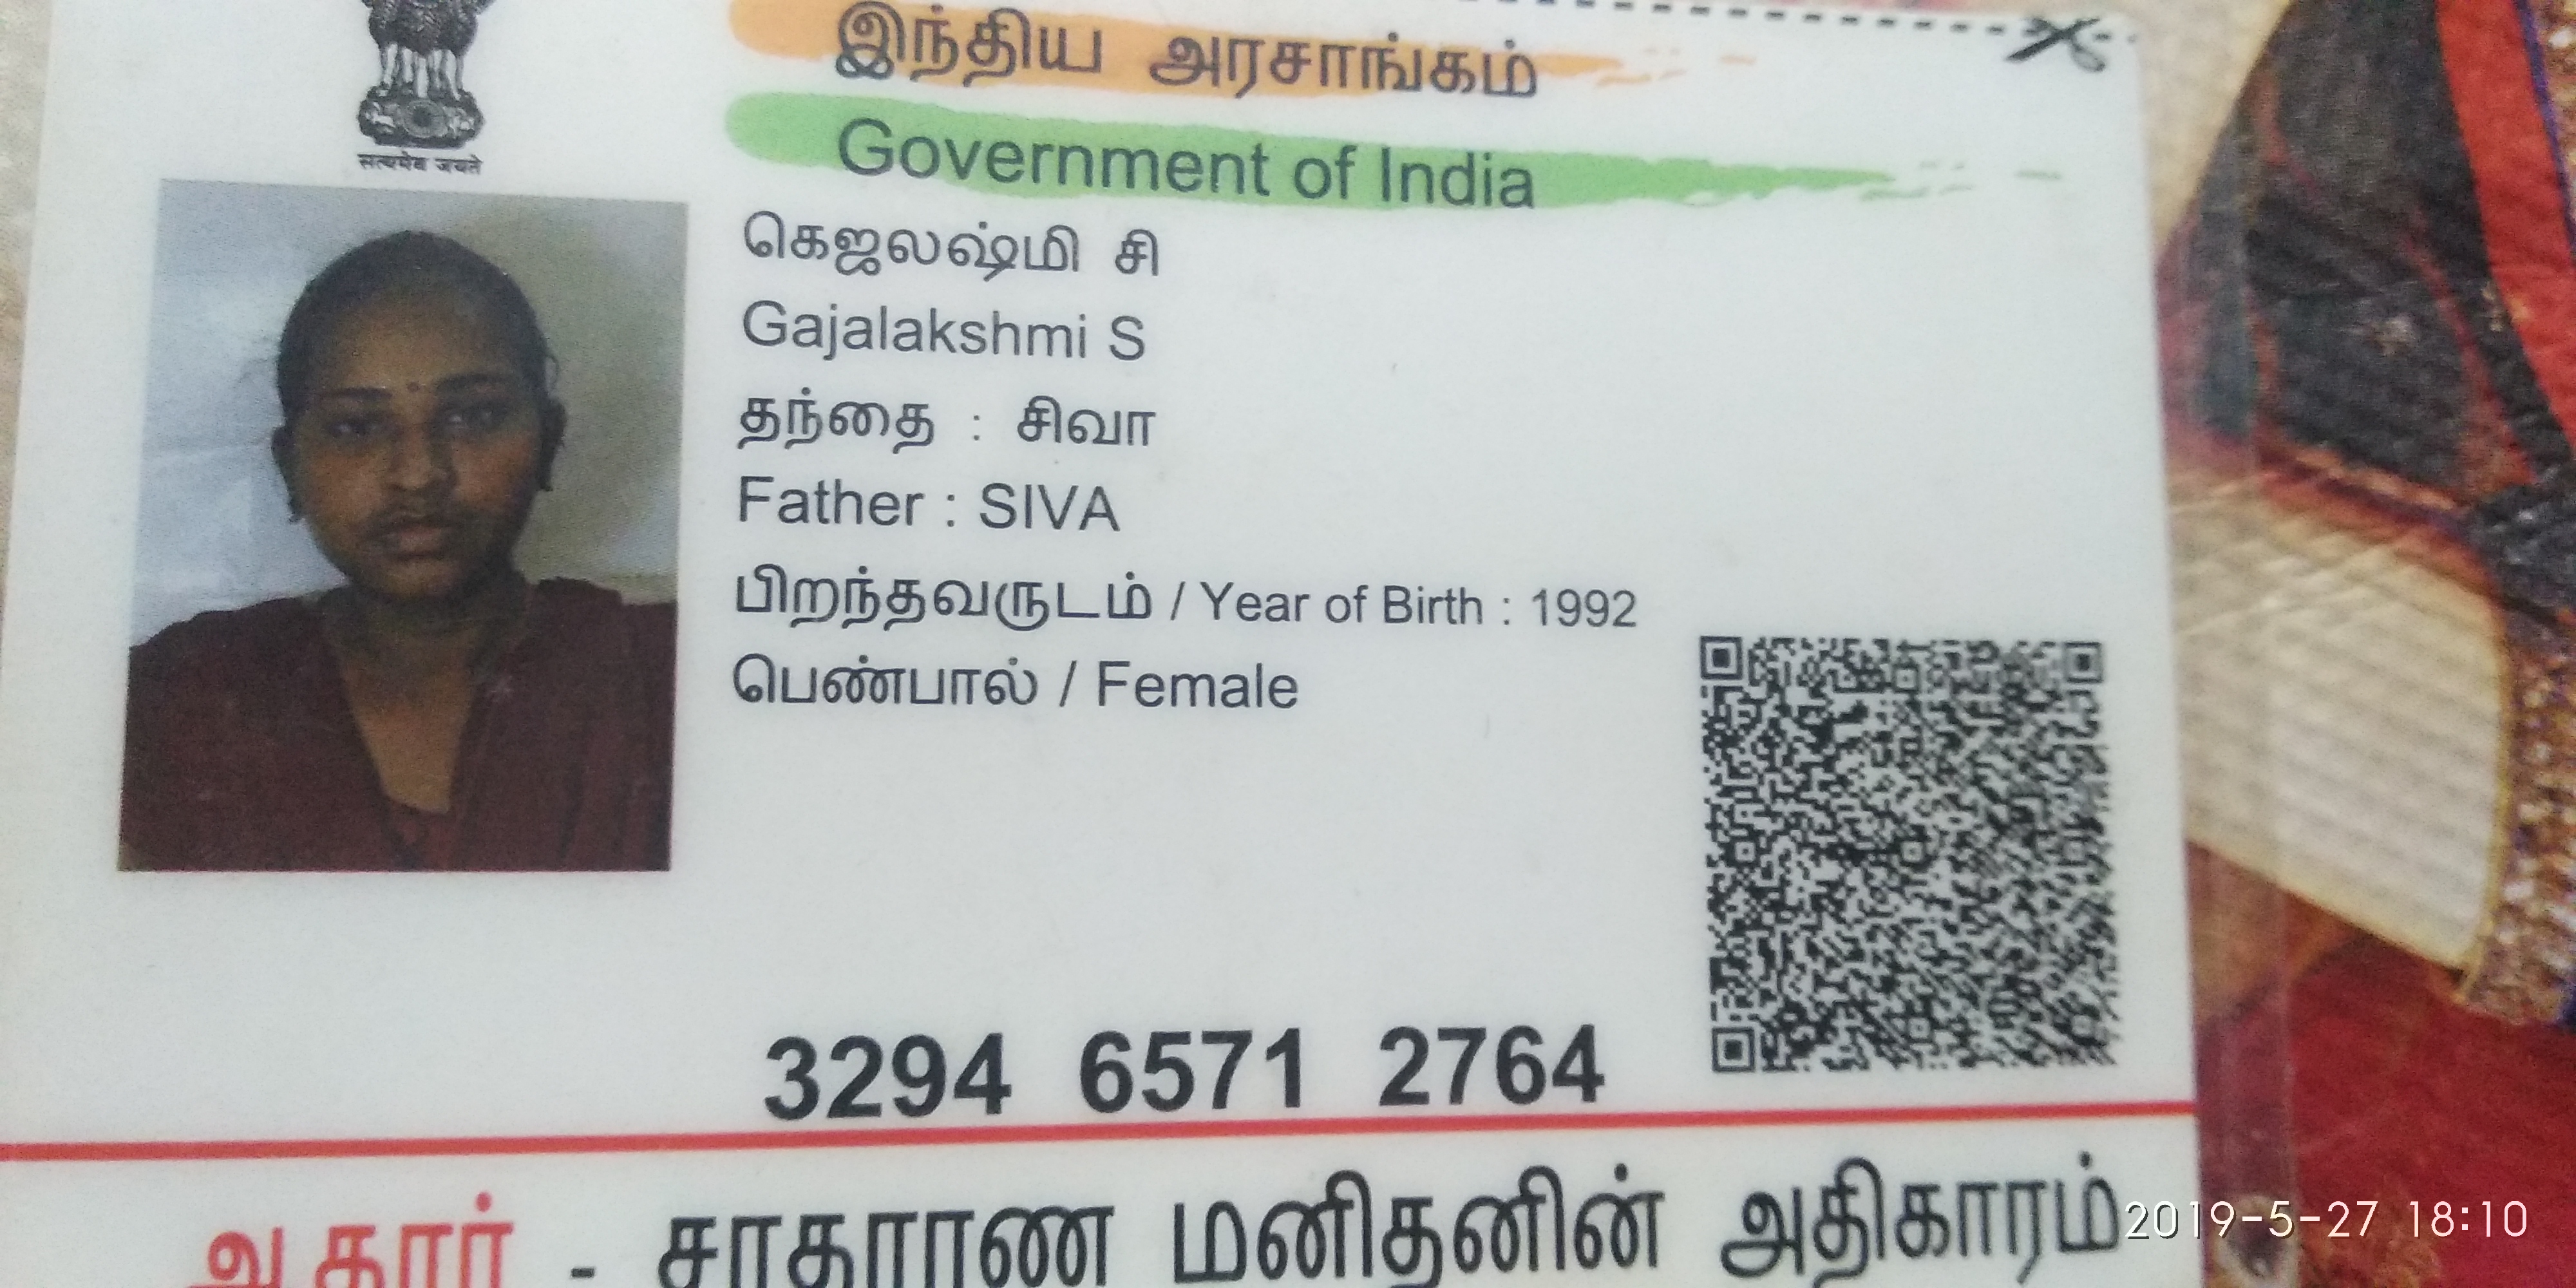 सत्यमेव जयते
இந்திய அரசாங்கம்
Government of India
கெஜலஷ்மி சி
Gajalakshmi S
தந்தை : சிவா
Father : SIVA
பிறந்தவருடம் / Year of Birth : 1992
பெண்பால் / Female
3294 6571 2764
ஆதார் - சாதாரண மனிதனின் அதிகாரம்
2019-5-27 18:10